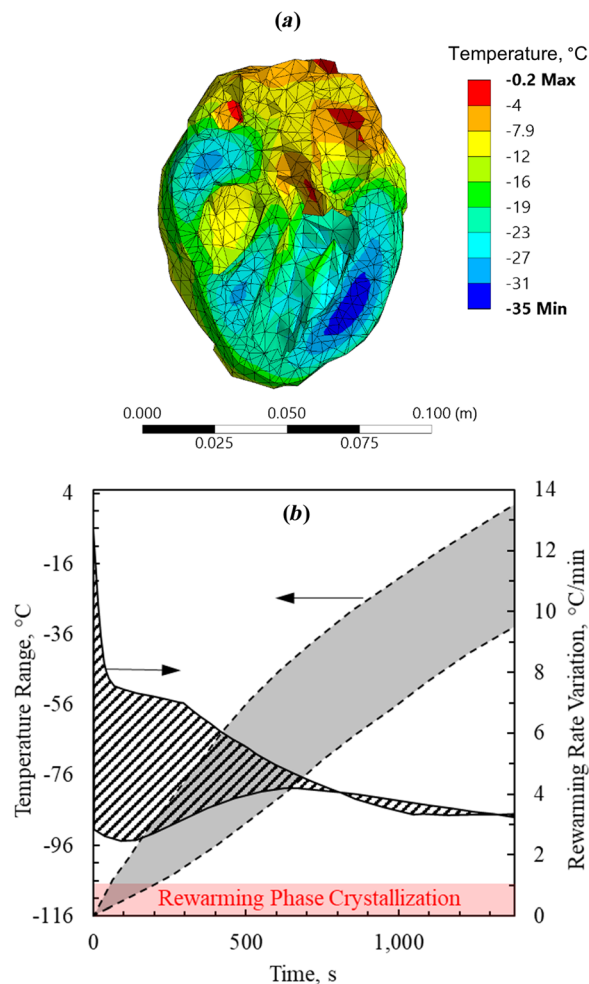 (a)
Temperature, °C
-0.2 Max
-4
-7.9
-12
-16
-19
-23
-27
-31
-35 Min
0.000 0.050 0.100 (m)
0.025 0.075
(b)
4
-16
-36
-56
-76
-96
-116
Temperature Range, °C
14
12
10
8
6
4
2
0
Rewarming Rate Variation, °C/min
Rewarming Phase Crystallization
0 500 1,000
Time, s